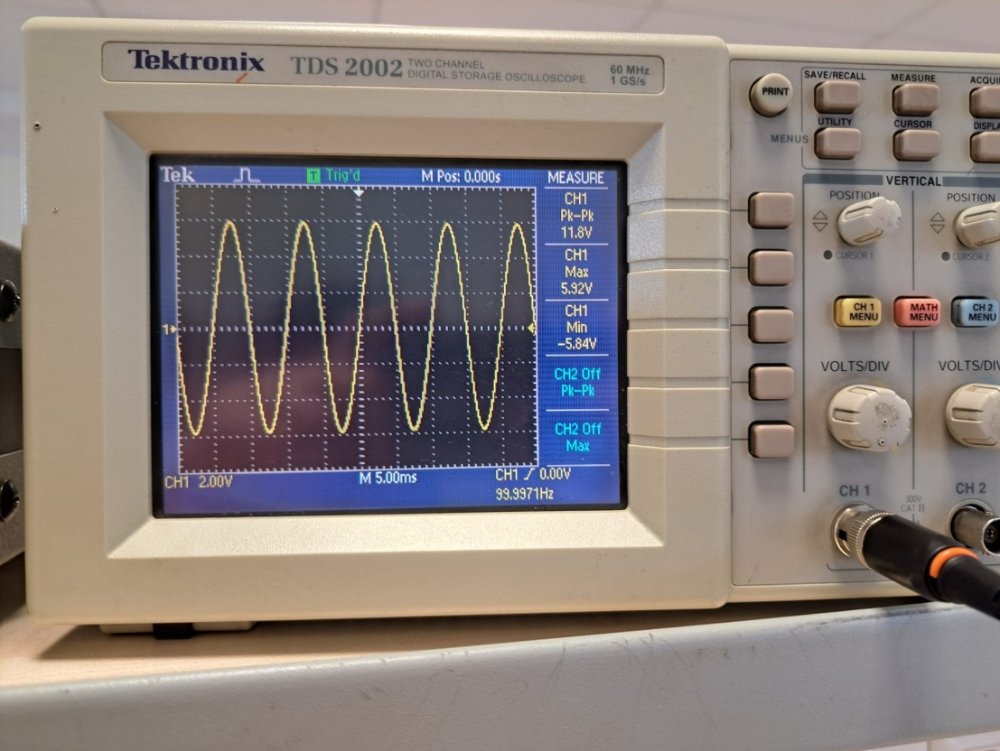 Tektronix
TDS 2002
TWO CHANNEL
DIGITAL STORAGE OSCILLOSCOPE
60 MHz
1 GS/s
Tek
T Trig'd
M Pos: 0.000s
MEASURE
CH1
Pk-Pk
11.8V
CH1
Max
5.92V
CH1
Min
-5.84V
CH2 Off
Pk-Pk
CH2 Off
Max
1
CH1 2.00V
M 5.00ms
CH1 0.00V
99.9971Hz
PRINT
SAVE/RECALL
MEASURE
ACQUI
UTILITY
CURSOR
DISPLA
MENUS
VERTICAL
POSITION
POSITION
CURSOR 1
CURSOR 2
CH 1
MENU
MATH
MENU
CH 2
MENU
VOLTS/DIV
VOLTS/DIV
CH 1
300V
CAT II
CH 2